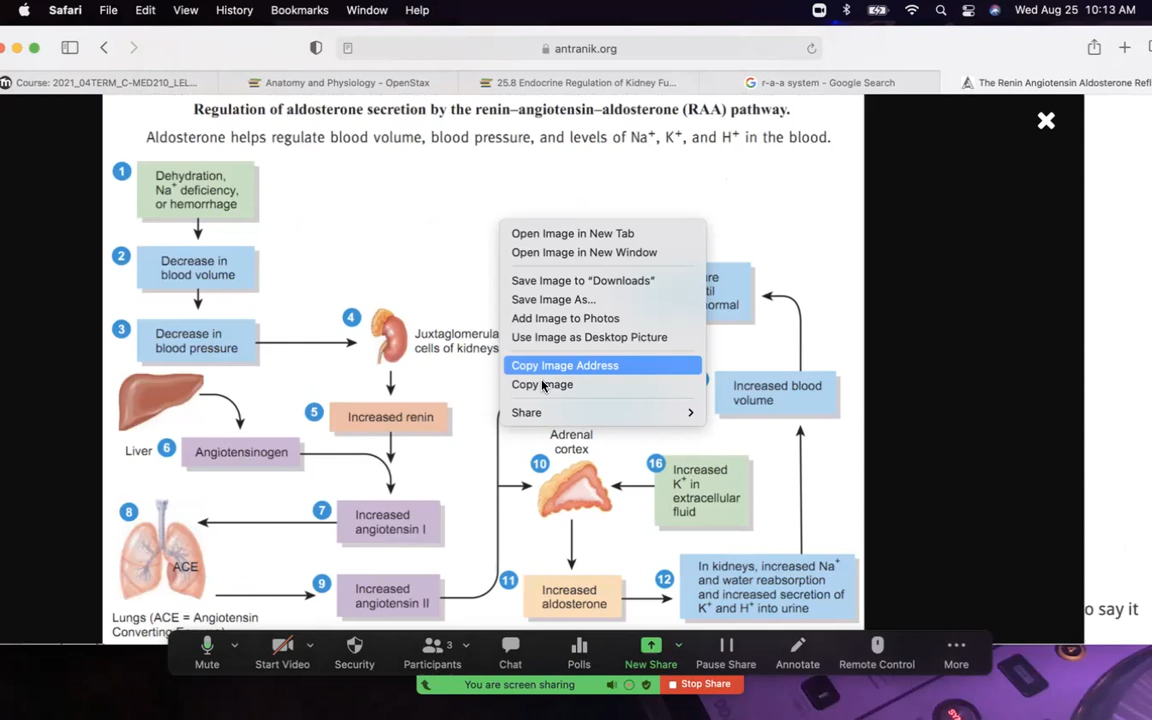 Safari File Edit View History Bookmarks Window Help Wed Aug 25 10:13 AM
antranik.org
Course: 2021_04TERM_C-MED210_LEL...
Anatomy and Physiology - OpenStax
25.8 Endocrine Regulation of Kidney Fu...
r-a-a system - Google Search
The Renin Angiotensin Aldosterone Refl
Regulation of aldosterone secretion by the renin–angiotensin–aldosterone (RAA) pathway.
Aldosterone helps regulate blood volume, blood pressure, and levels of Na⁺, K⁺, and H⁺ in the blood.
1
Dehydration,
Na⁺ deficiency,
or hemorrhage
2
Decrease in
blood volume
3
Decrease in
blood pressure
4
Juxtaglomerula
cells of kidneys
5
Increased renin
Liver
6
Angiotensinogen
7
Increased
angiotensin I
8
ACE
Lungs (ACE = Angiotensin
9
Increased
angiotensin II
Open Image in New Tab
Open Image in New Window
Save Image to “Downloads”
Save Image As...
Add Image to Photos
Use Image as Desktop Picture
Copy Image Address
Copy Image
Share
Adrenal
cortex
10
16
Increased
K⁺ in
extracellular
fluid
11
Increased
aldosterone
12
In kidneys, increased Na⁺
and water reabsorption
and increased secretion of
K⁺ and H⁺ into urine
Increased blood
volume
ure
til
normal
o say it
Mute
Start Video
Security
Participants
3
Chat
Polls
New Share
Pause Share
Annotate
Remote Control
More
You are screen sharing
Stop Share